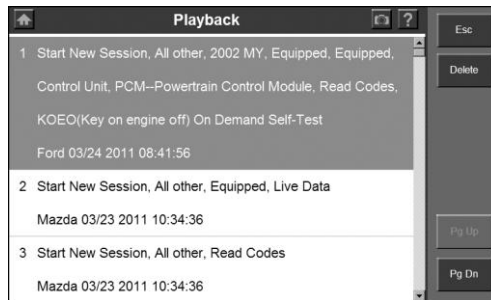 Playback
?
Esc
1 Start New Session, All other, 2002 MY, Equipped, Equipped,
Delete
Control Unit, PCM--Powertrain Control Module, Read Codes,
KOEO(Key on engine off) On Demand Self-Test
Ford 03/24 2011 08:41:56
2 Start New Session, All other, Equipped, Live Data
Mazda 03/23 2011 10:34:36
Pg Up
3 Start New Session, All other, Read Codes
Pg Dn
Mazda 03/23 2011 10:34:36